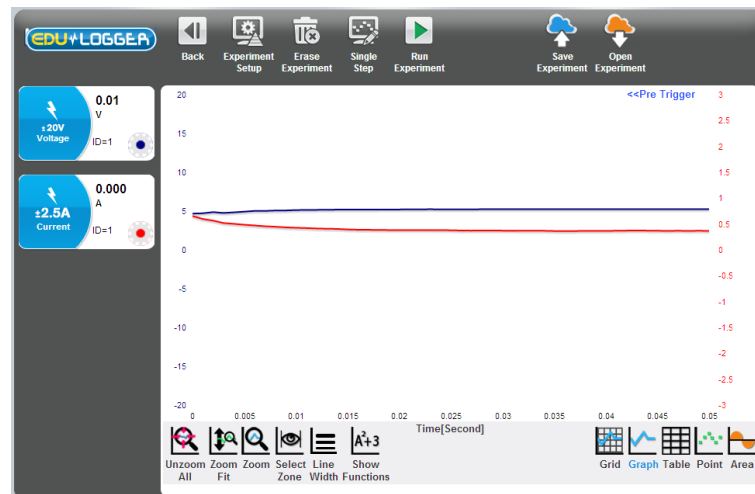 EDU LOGGER
Back
Experiment
Setup
Erase
Experiment
Single
Step
Run
Experiment
Save
Experiment
Open
Experiment
0.01
V
±20V
Voltage
ID=1
0.000
A
±2.5A
Current
ID=1
<<Pre Trigger
20
15
10
5
0
-5
-10
-15
-20
3
2.5
2
1.5
1
0.5
0
-0.5
-1
-1.5
-2
-2.5
-3
0 0.005 0.01 0.015 0.02 0.025 0.03 0.035 0.04 0.045 0.05
Time[Second]
A²+3
Unzoom
All
Zoom
Fit
Zoom
Select
Zone
Line
Width
Show
Functions
Grid
Graph
Table
Point
Area